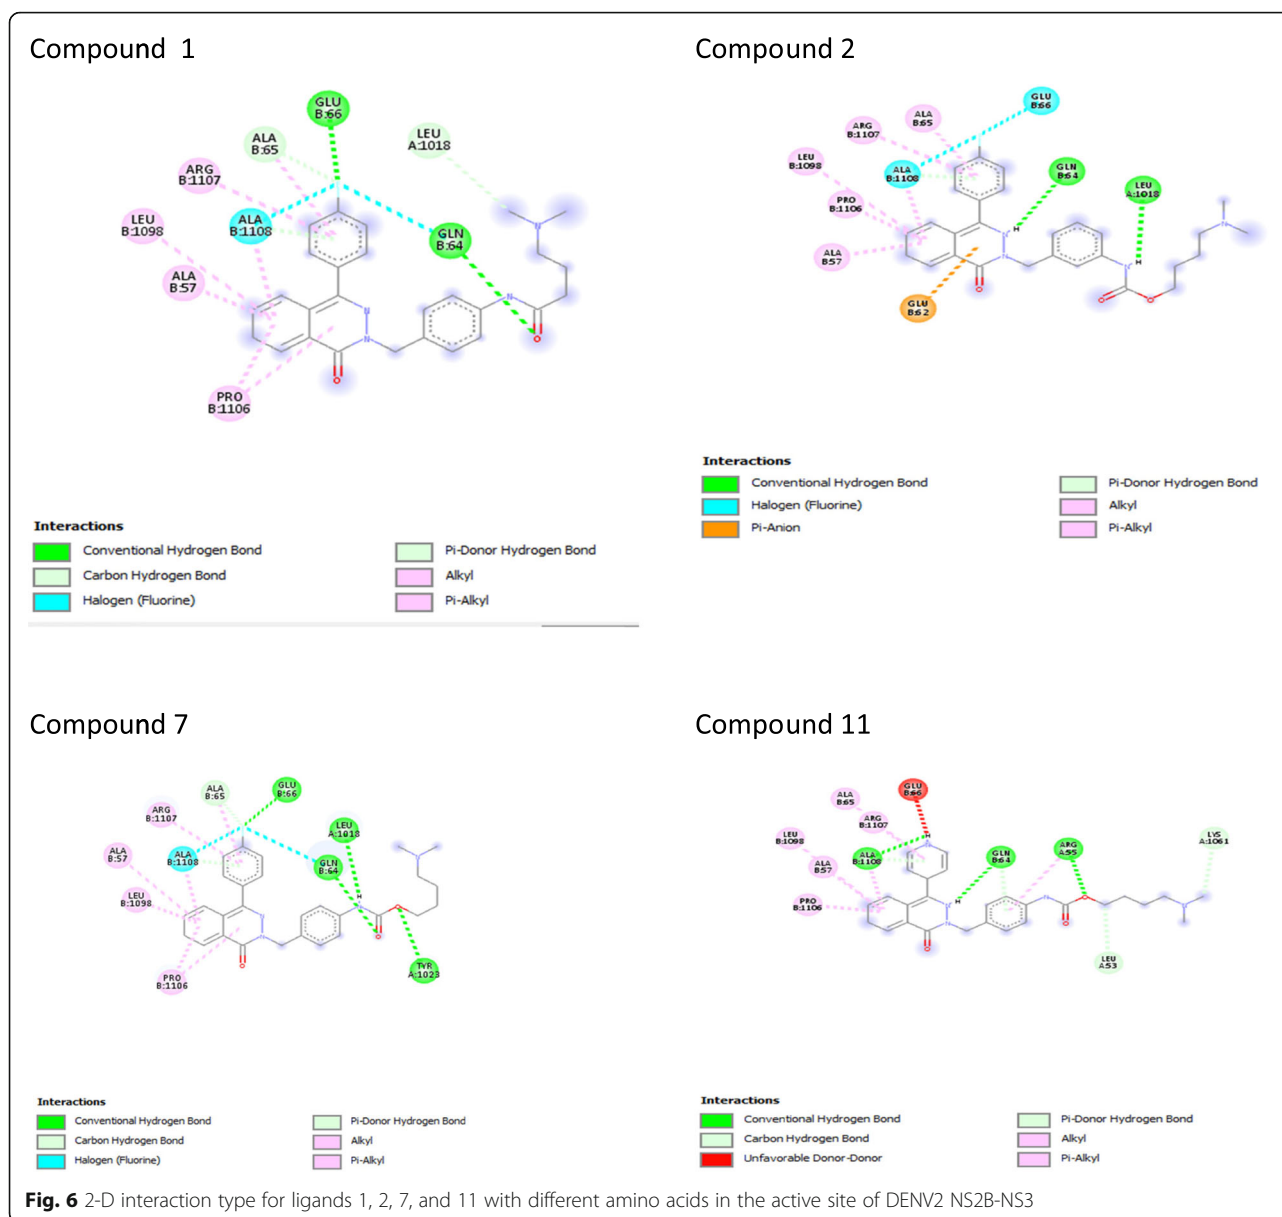 Compound 1
GLU
B:66
ALA
B:65
LEU
A:1018
ARG
B:1107
LEU
B:1098
ALA
B:1108
GLN
B:64
ALA
B:57
N
N
N
N
O
O
PRO
B:1106
Interactions
Conventional Hydrogen Bond
Carbon Hydrogen Bond
Halogen (Fluorine)
Pi-Donor Hydrogen Bond
Alkyl
Pi-Alkyl
Compound 2
GLU
B:66
ALA
B:65
ARG
B:1107
LEU
B:1098
ALA
B:1108
GLN
B:64
LEU
A:1018
PRO
B:1106
ALA
B:57
GLU
B:62
N
H
N
N
N
H
O
O
O
Interactions
Conventional Hydrogen Bond
Halogen (Fluorine)
Pi-Anion
Pi-Donor Hydrogen Bond
Alkyl
Pi-Alkyl
Compound 7
ALA
B:65
GLU
B:66
ARG
B:1107
LEU
A:1018
ALA
B:57
ALA
B:1108
GLN
B:64
LEU
B:1098
N
H
N
N
N
O
O
O
TYR
A:1023
PRO
B:1106
Interactions
Conventional Hydrogen Bond
Carbon Hydrogen Bond
Halogen (Fluorine)
Pi-Donor Hydrogen Bond
Alkyl
Pi-Alkyl
Compound 11
GLU
B:66
ALA
B:65
ARG
B:1107
LEU
B:1098
H
N
ALA
B:1108
GLN
B:64
ARG
A:55
LYS
A:1061
ALA
B:57
PRO
B:1106
H
N
N
N
O
N
O
O
LEU
A:53
Interactions
Conventional Hydrogen Bond
Carbon Hydrogen Bond
Unfavorable Donor-Donor
Pi-Donor Hydrogen Bond
Alkyl
Pi-Alkyl
Fig. 6 2-D interaction type for ligands 1, 2, 7, and 11 with different amino acids in the active site of DENV2 NS2B-NS3